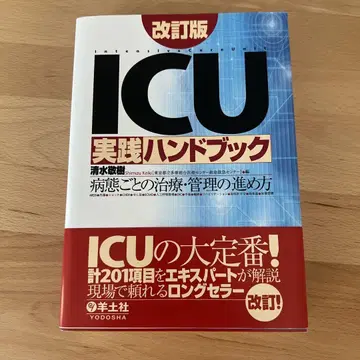 改訂版
Intensive Care Unit
ICU
実践ハンドブック
清水敬樹
編
病態ごとの治療・管理の進め方
ICUの大定番!
計201項目をエキスパートが解説
現場で頼れるロングセラー
改訂!
羊土社
YODOSHA